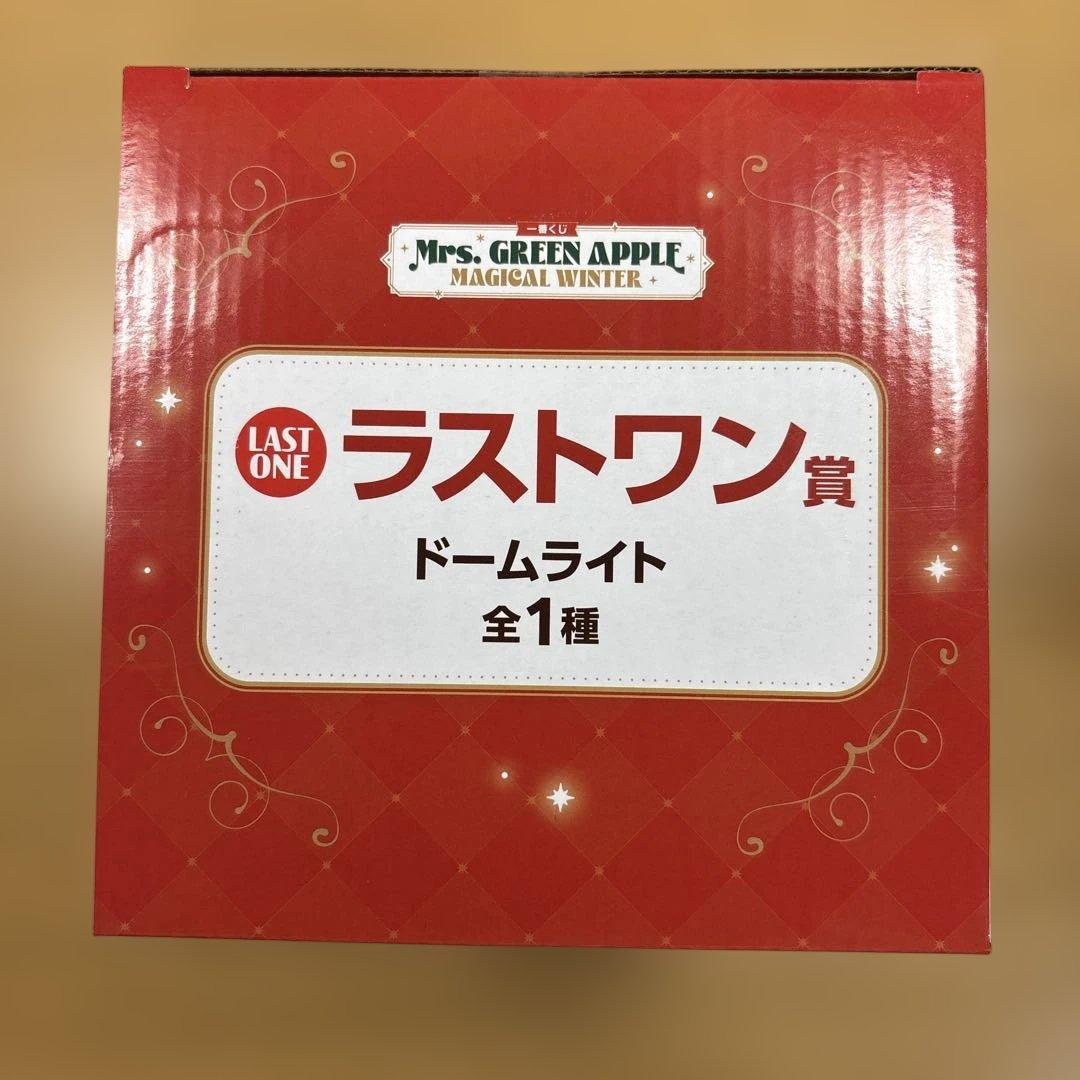 一番くじ
Mrs. GREEN APPLE
MAGICAL WINTER
LAST
ONE
ラストワン賞
ドームライト
全1種